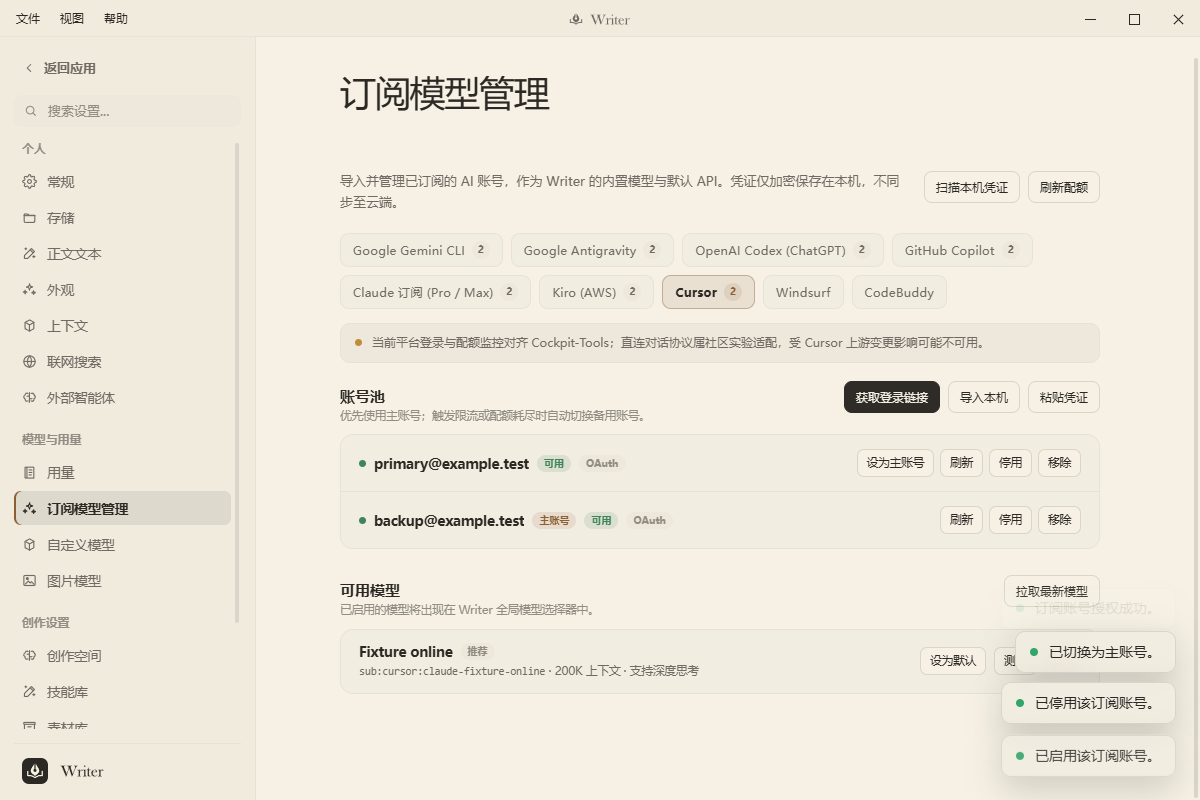 文件 视图 帮助
Writer
返回应用
搜索设置...
个人
常规
存储
正文文本
外观
上下文
联网搜索
外部智能体
模型与用量
用量
订阅模型管理
自定义模型
图片模型
创作设置
创作空间
技能库
素材库
Writer
订阅模型管理
导入并管理已订阅的 AI 账号，作为 Writer 的内置模型与默认 API。凭证仅加密保存在本机，不同
步至云端。
扫描本机凭证 刷新配额
Google Gemini CLI 2 Google Antigravity 2 OpenAI Codex (ChatGPT) 2 GitHub Copilot 2
Claude 订阅 (Pro / Max) 2 Kiro (AWS) 2 Cursor 2 Windsurf CodeBuddy
当前平台登录与配额监控对齐 Cockpit-Tools；直连对话协议属社区实验适配，受 Cursor 上游变更影响可能不可用。
账号池
优先使用主账号；触发限流或配额耗尽时自动切换备用账号。
获取登录链接 导入本机 粘贴凭证
primary@example.test 可用 OAuth 设为主账号 刷新 停用 移除
backup@example.test 主账号 可用 OAuth 刷新 停用 移除
可用模型
已启用的模型将出现在 Writer 全局模型选择器中。
拉取最新模型
订阅账号授权成功。
Fixture online 推荐
sub:cursor:claude-fixture-online · 200K 上下文 · 支持深度思考
设为默认 测
已切换为主账号。
已停用该订阅账号。
已启用该订阅账号。